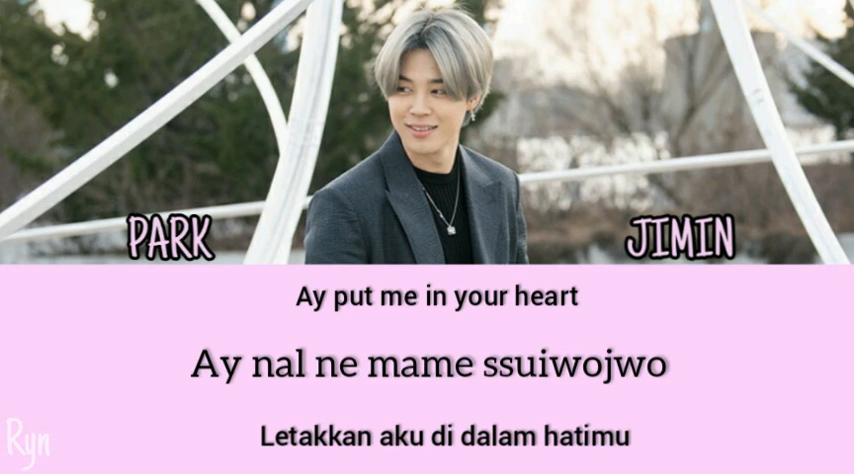 PARK JIMIN
Ay put me in your heart
Ay nal ne mame ssuiwojwo
Letakkan aku di dalam hatimu
Ryn